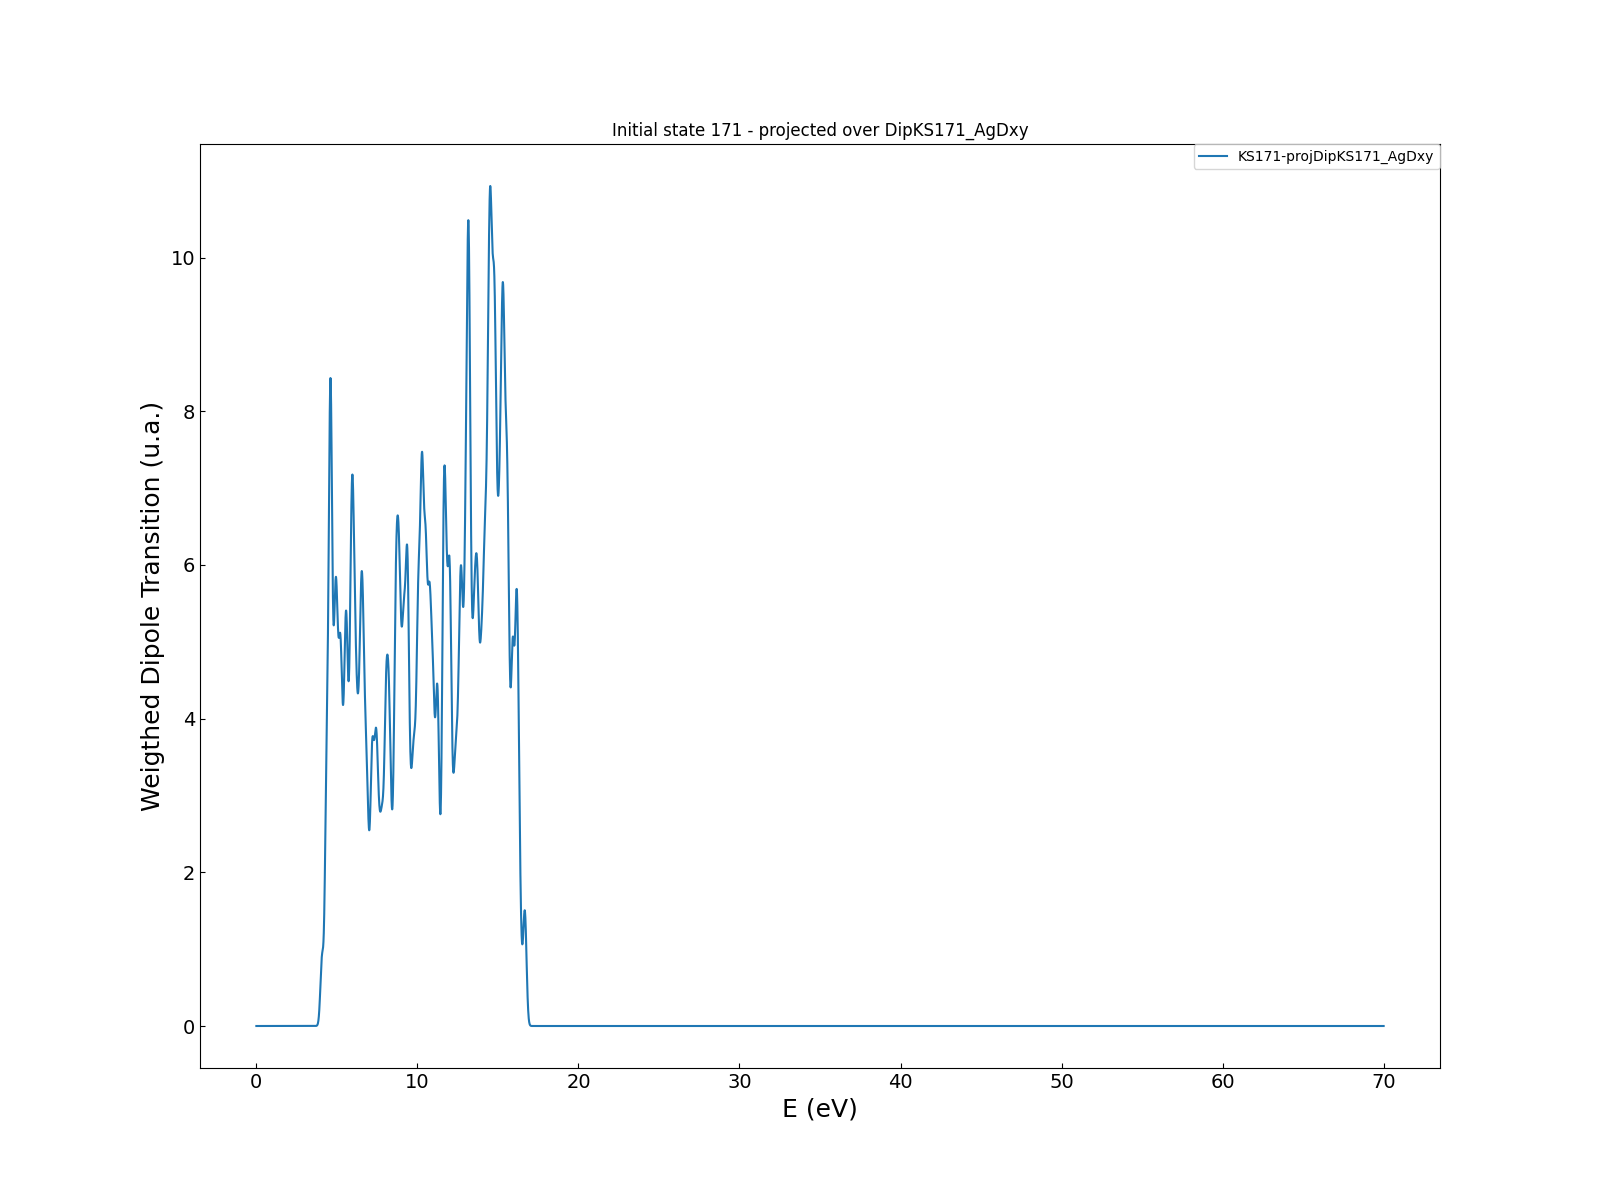 Initial state 171 - projected over DipKS171_AgDxy
KS171-projDipKS171_AgDxy
Weigthed Dipole Transition (u.a.)
10
8
6
4
2
0
0 10 20 30 40 50 60 70
E (eV)